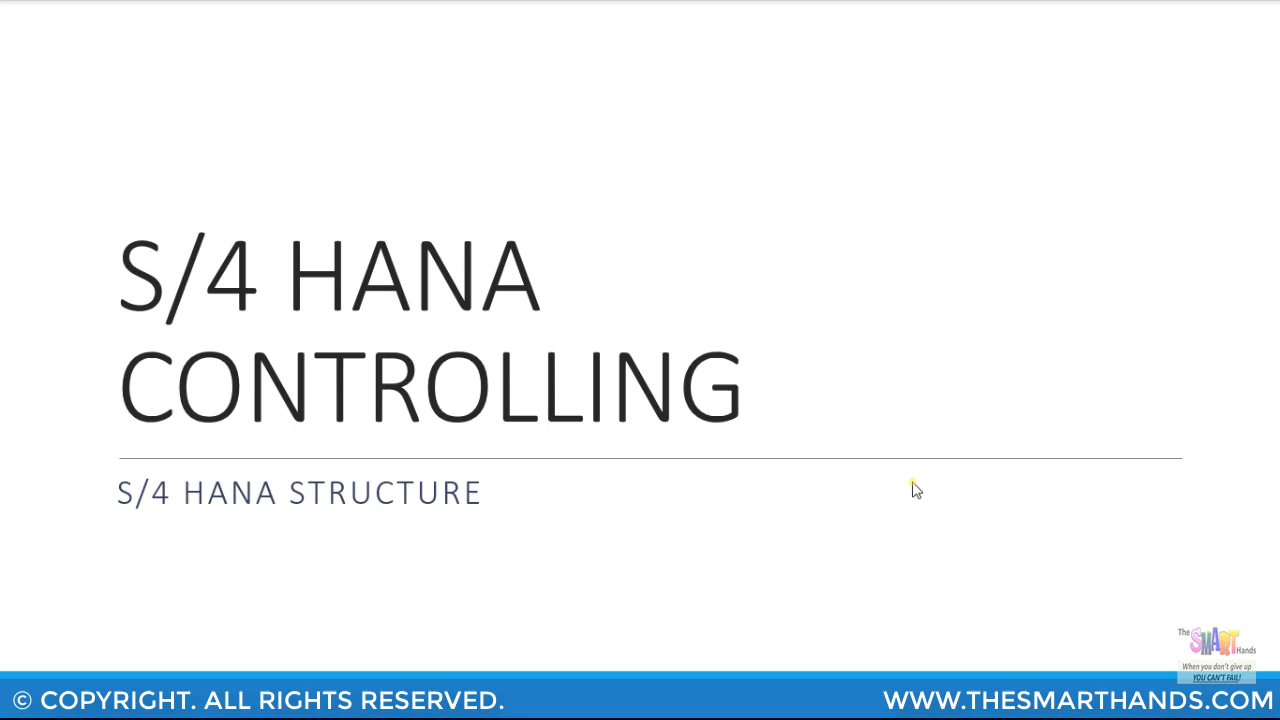 S/4 HANA
CONTROLLING
S/4 HANA STRUCTURE
The SMART Hands
When you don't give up
YOU CAN'T FAIL!
© COPYRIGHT. ALL RIGHTS RESERVED.
WWW.THESMARTHANDS.COM